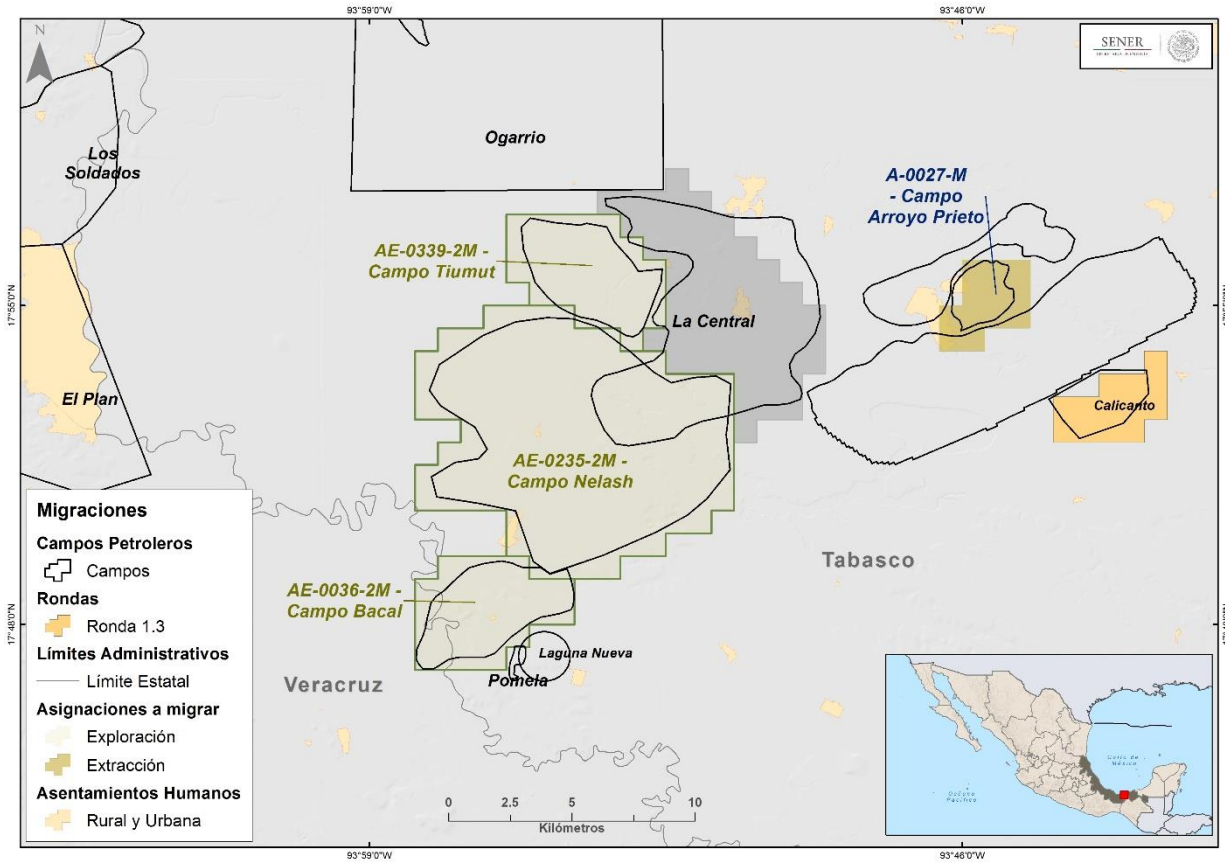 93°59'0"W
93°46'0"W
N
SENER
Ogarrio
Los
Soldados
A-0027-M
- Campo
Arroyo Prieto
AE-0339-2M -
Campo Tiumut
17°55'0"N
La Central
El Plan
Calicanto
AE-0235-2M -
Campo Nelash
Tabasco
AE-0036-2M -
Campo Bacal
17°48'0"N
Laguna Nueva
Pomela
Veracruz
Migraciones
Campos Petroleros
Campos
Rondas
Ronda 1.3
Límites Administrativos
Límite Estatal
Asignaciones a migrar
Exploración
Extracción
Asentamientos Humanos
Rural y Urbana
0 2.5 5 10
Kilómetros
Golfo de
México
Océano
Pacífico
93°59'0"W
93°46'0"W